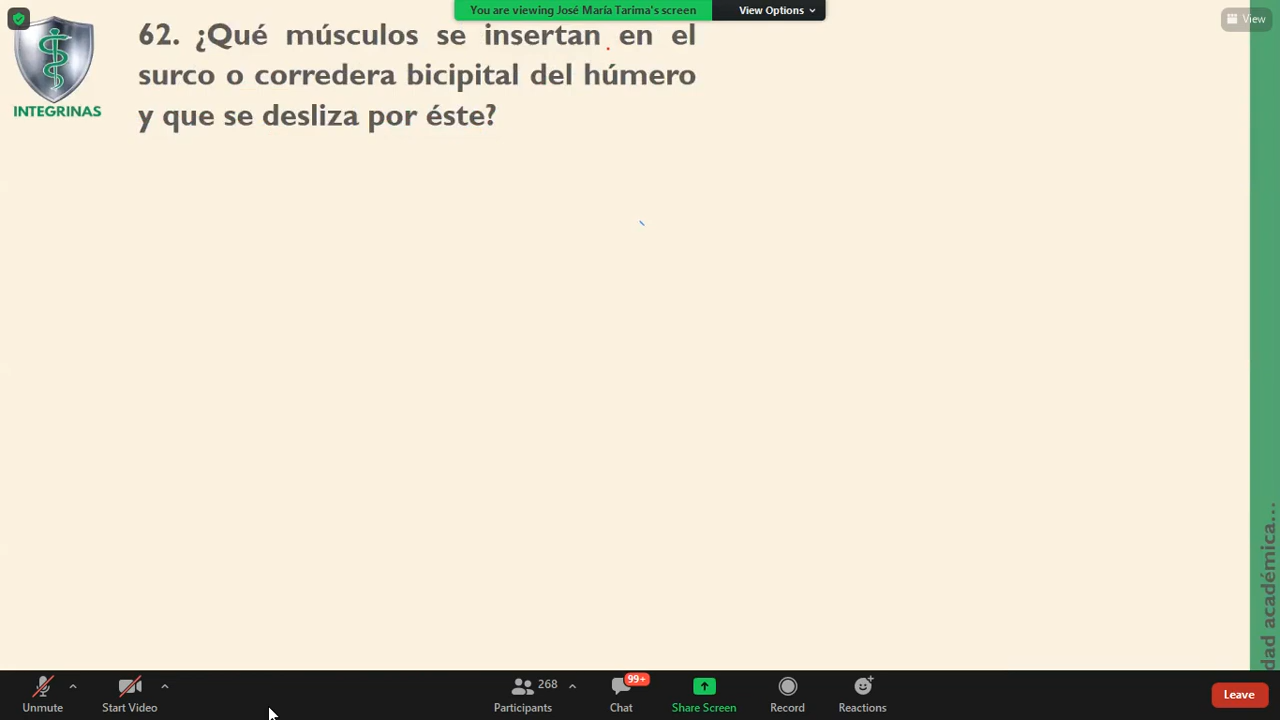 You are viewing José María Tarima's screen
View Options
View
INTEGRINAS
62. ¿Qué músculos se insertan en el
surco o corredera bicipital del húmero
y que se desliza por éste?
dad académica...
Unmute
Start Video
268
Participants
99+
Chat
Share Screen
Record
Reactions
Leave